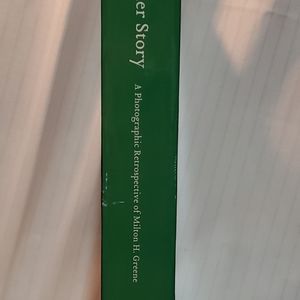 er Story
A Photographic Retrospective of Milton H. Greene